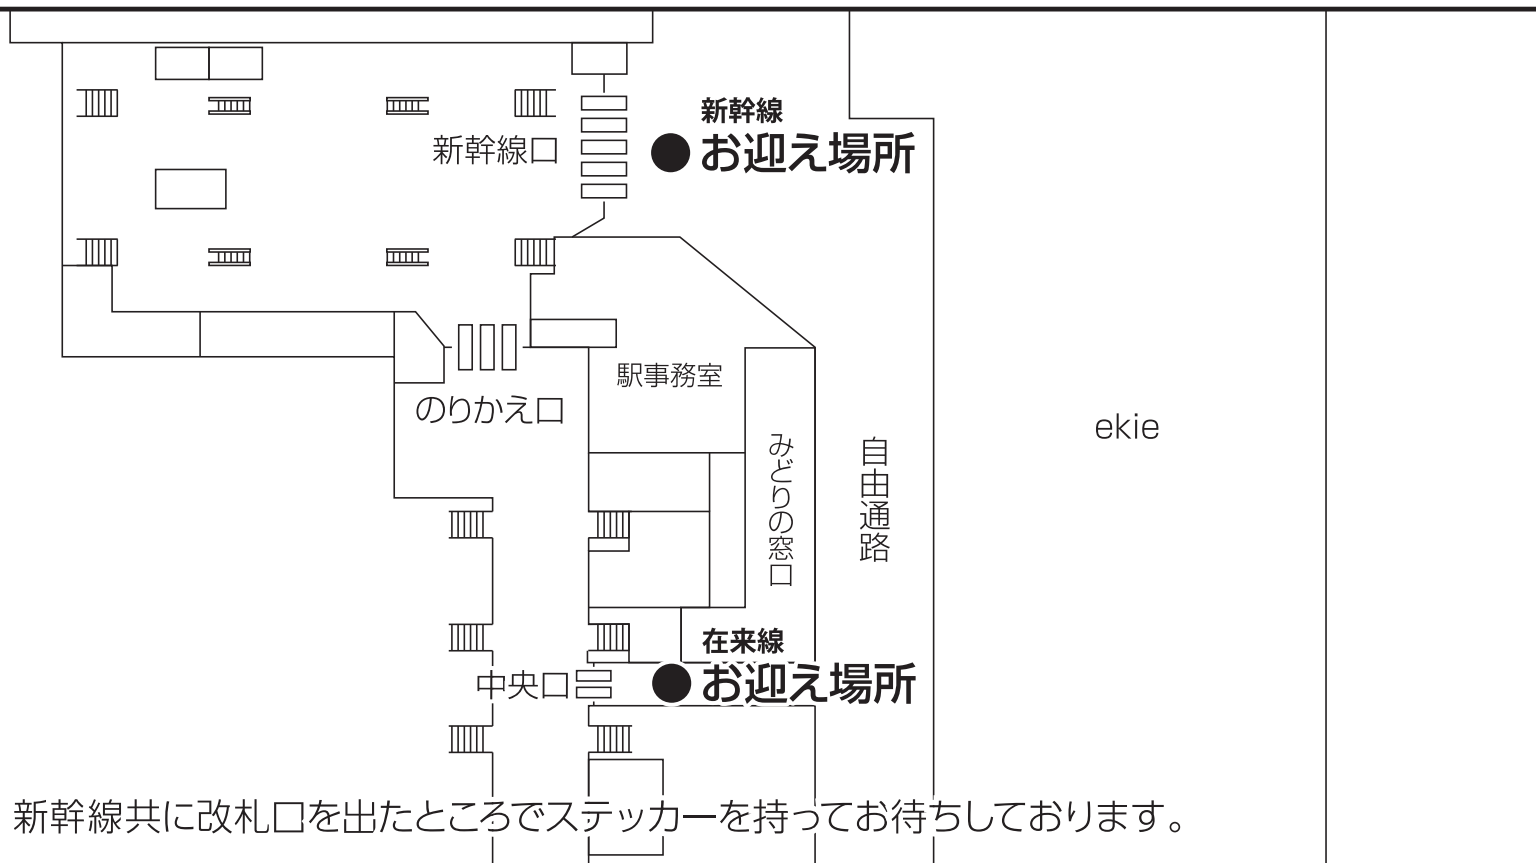 新幹線
お迎え場所
新幹線口
駅事務室
のりかえ口
みどりの窓口
自由通路
ekie
在来線
お迎え場所
中央口
新幹線共に改札口を出たところでステッカーを持ってお待ちしております。